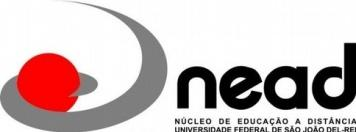 nead
NÚCLEO DE EDUCAÇÃO A DISTÂNCIA
UNIVERSIDADE FEDERAL DE SÃO JOÃO DEL-REI